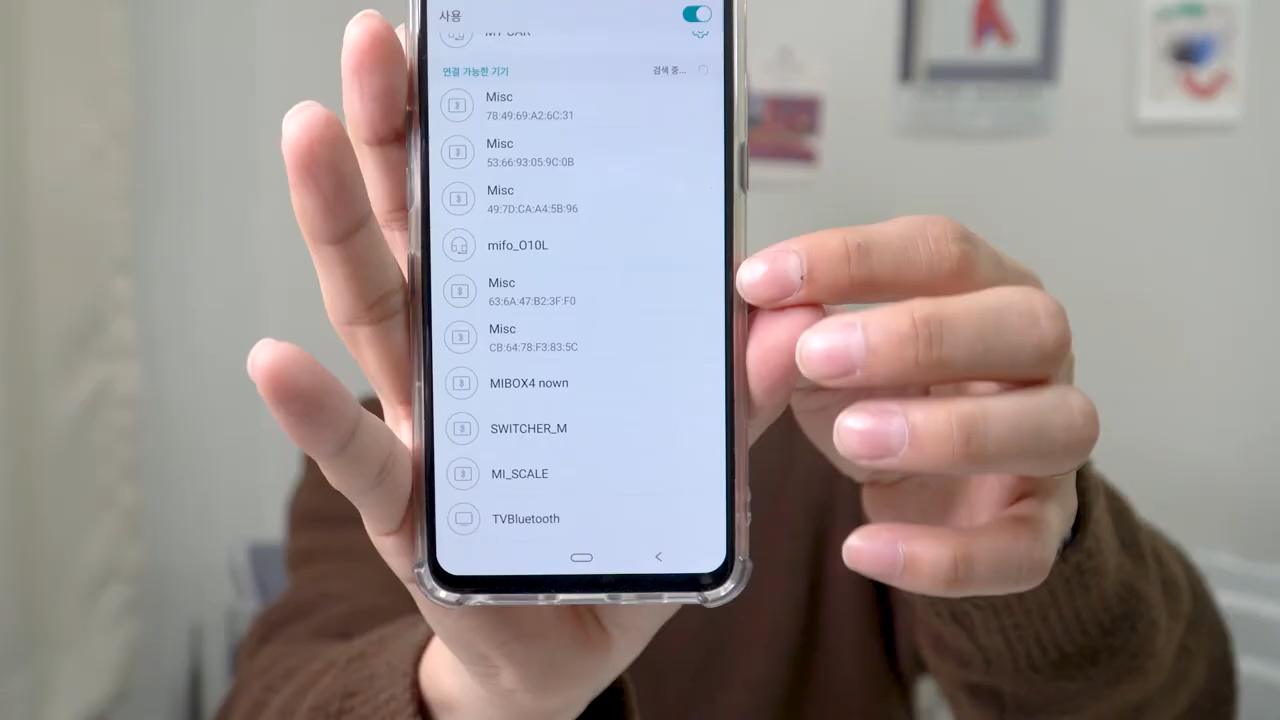 사용
MY CAR
연결 가능한 기기
검색 중...
Misc
78:49:69:A2:6C:31
Misc
53:66:93:05:9C:0B
Misc
49:7D:CA:A4:5B:96
mifo_O10L
Misc
63:6A:47:B2:3F:F0
Misc
CB:64:78:F3:83:5C
MIBOX4 nown
SWITCHER_M
MI_SCALE
TVBluetooth